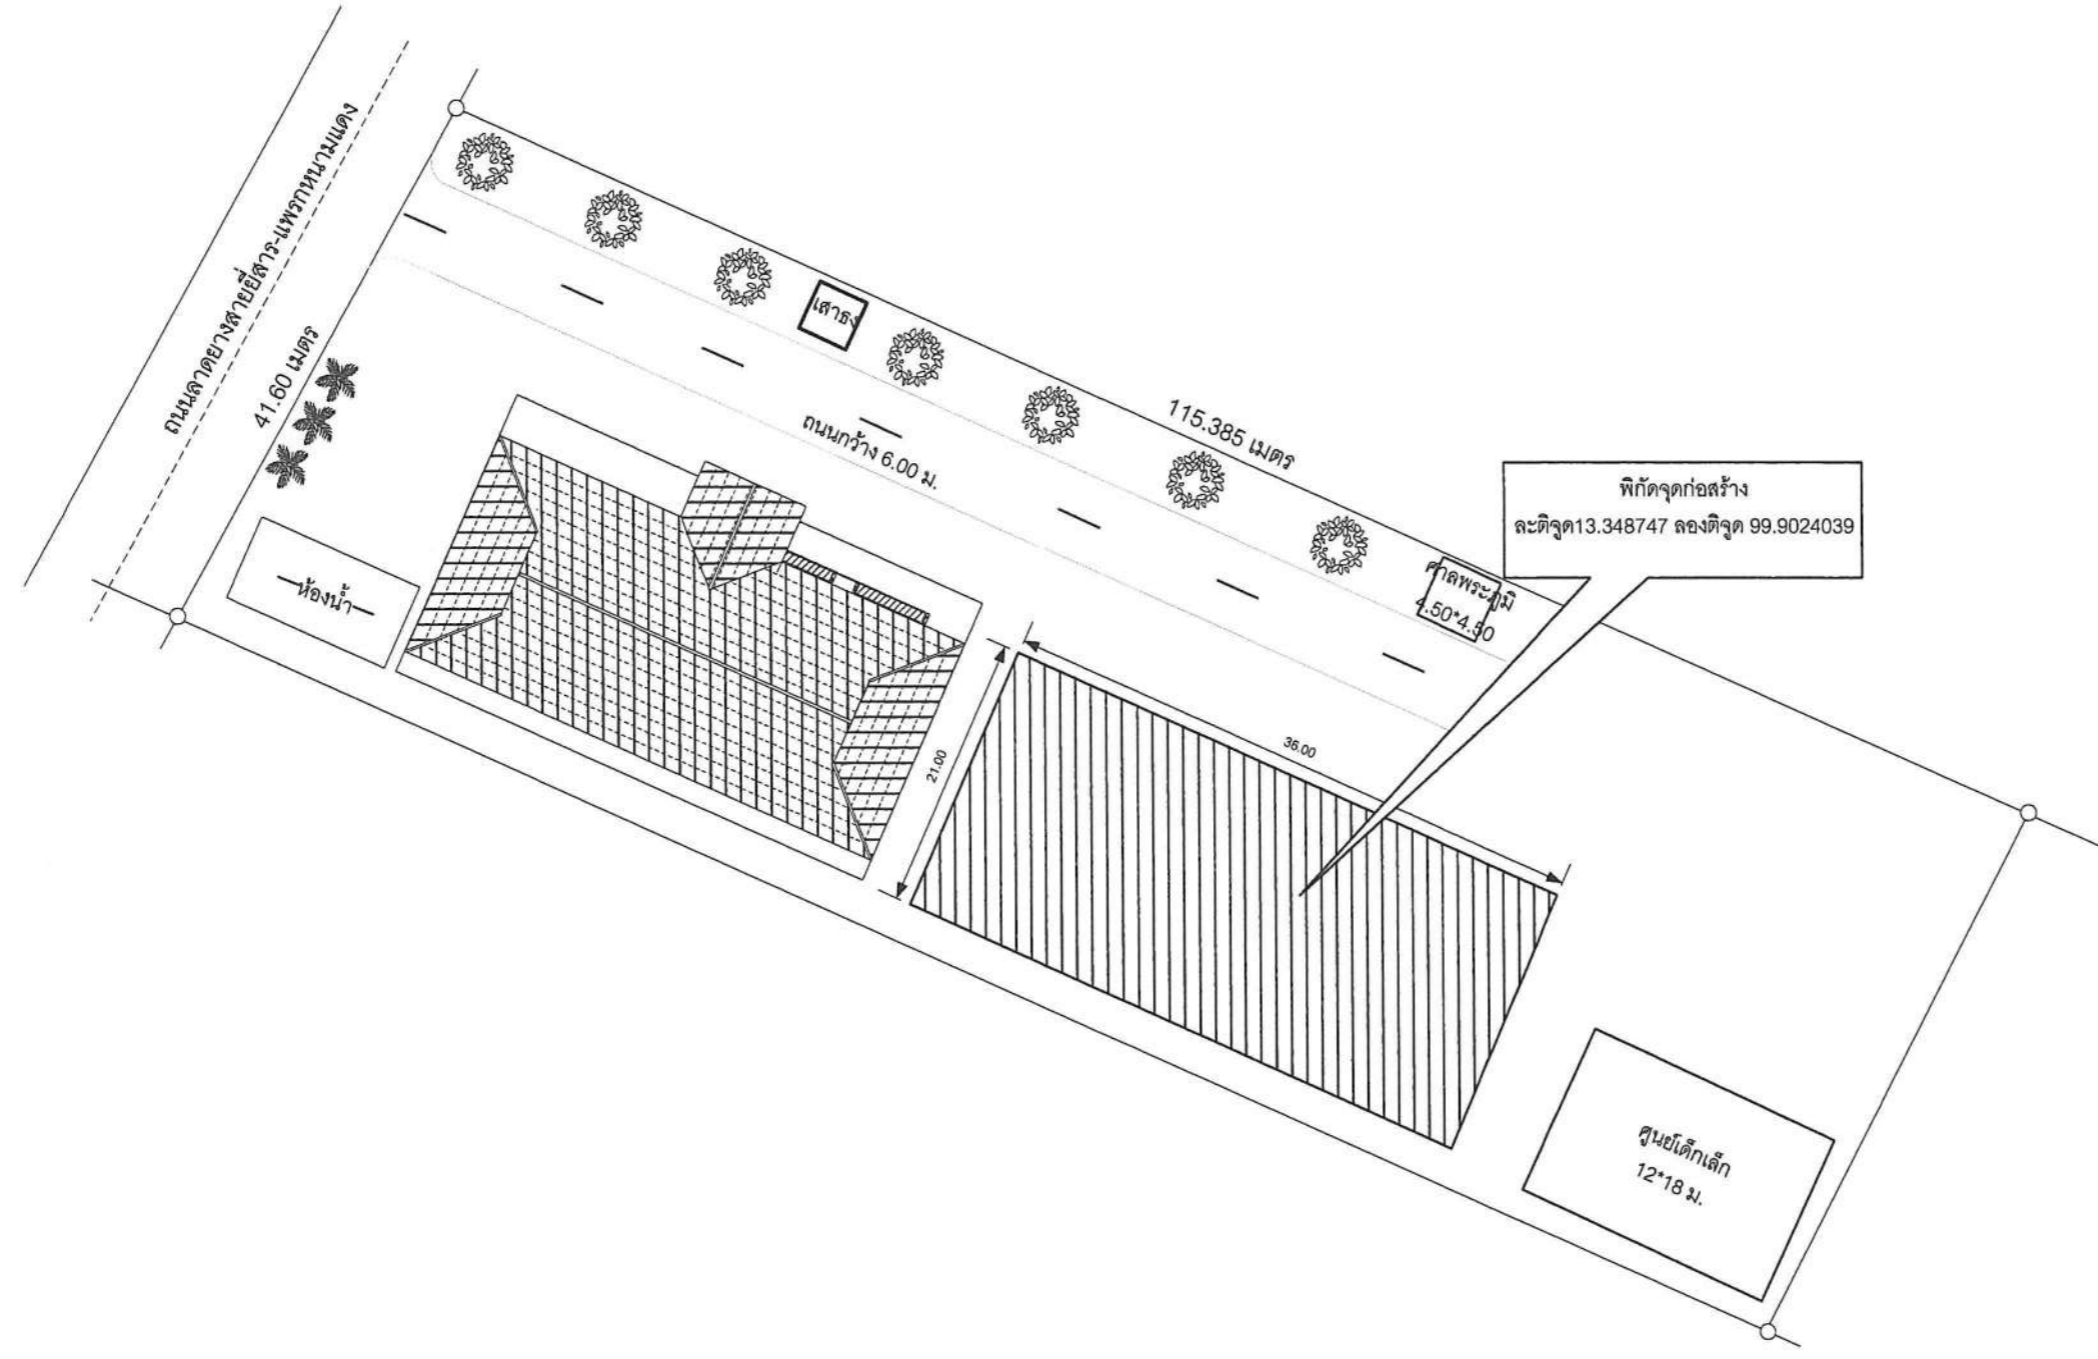 ถนนลาดยางสายยี่สาร-แพรกหนามแดง
41.60 เมตร
เสาธง
115.385 เมตร
ถนนกว้าง 6.00 ม.
พิกัดจุดก่อสร้าง
ละติจูด13.348747 ลองติจูด 99.9024039
ศาลพระภูมิ
4.50*4.50
ห้องน้ำ
21.00
36.00
ศูนย์เด็กเล็ก
12*18 ม.